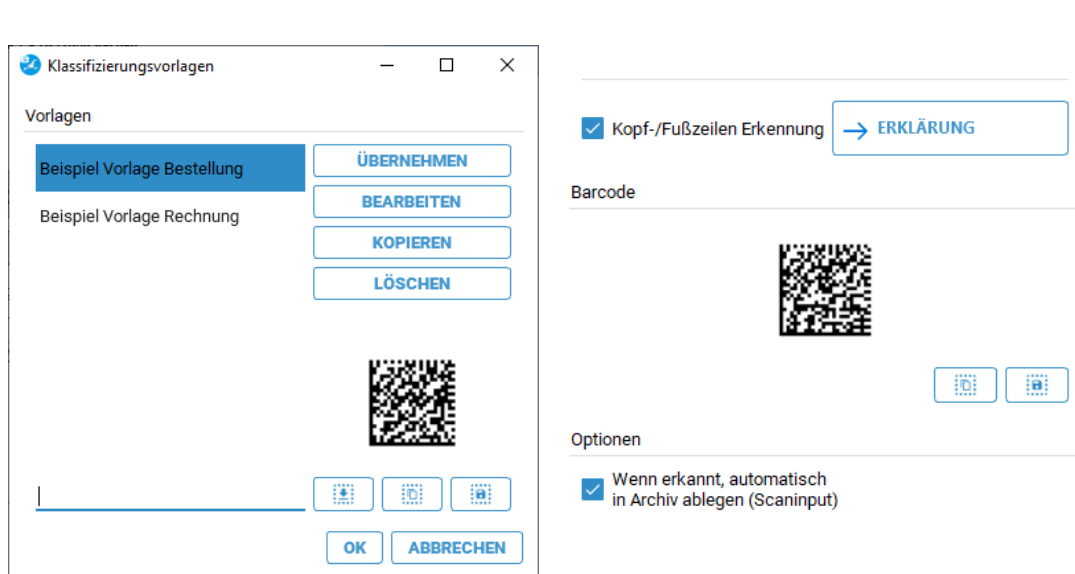 Klassifizierungsvorlagen
Vorlagen
Beispiel Vorlage Bestellung
Beispiel Vorlage Rechnung
ÜBERNEHMEN
BEARBEITEN
KOPIEREN
LÖSCHEN
OK
ABBRECHEN
Kopf-/Fußzeilen Erkennung
→ ERKLÄRUNG
Barcode
Optionen
Wenn erkannt, automatisch
in Archiv ablegen (Scaninput)